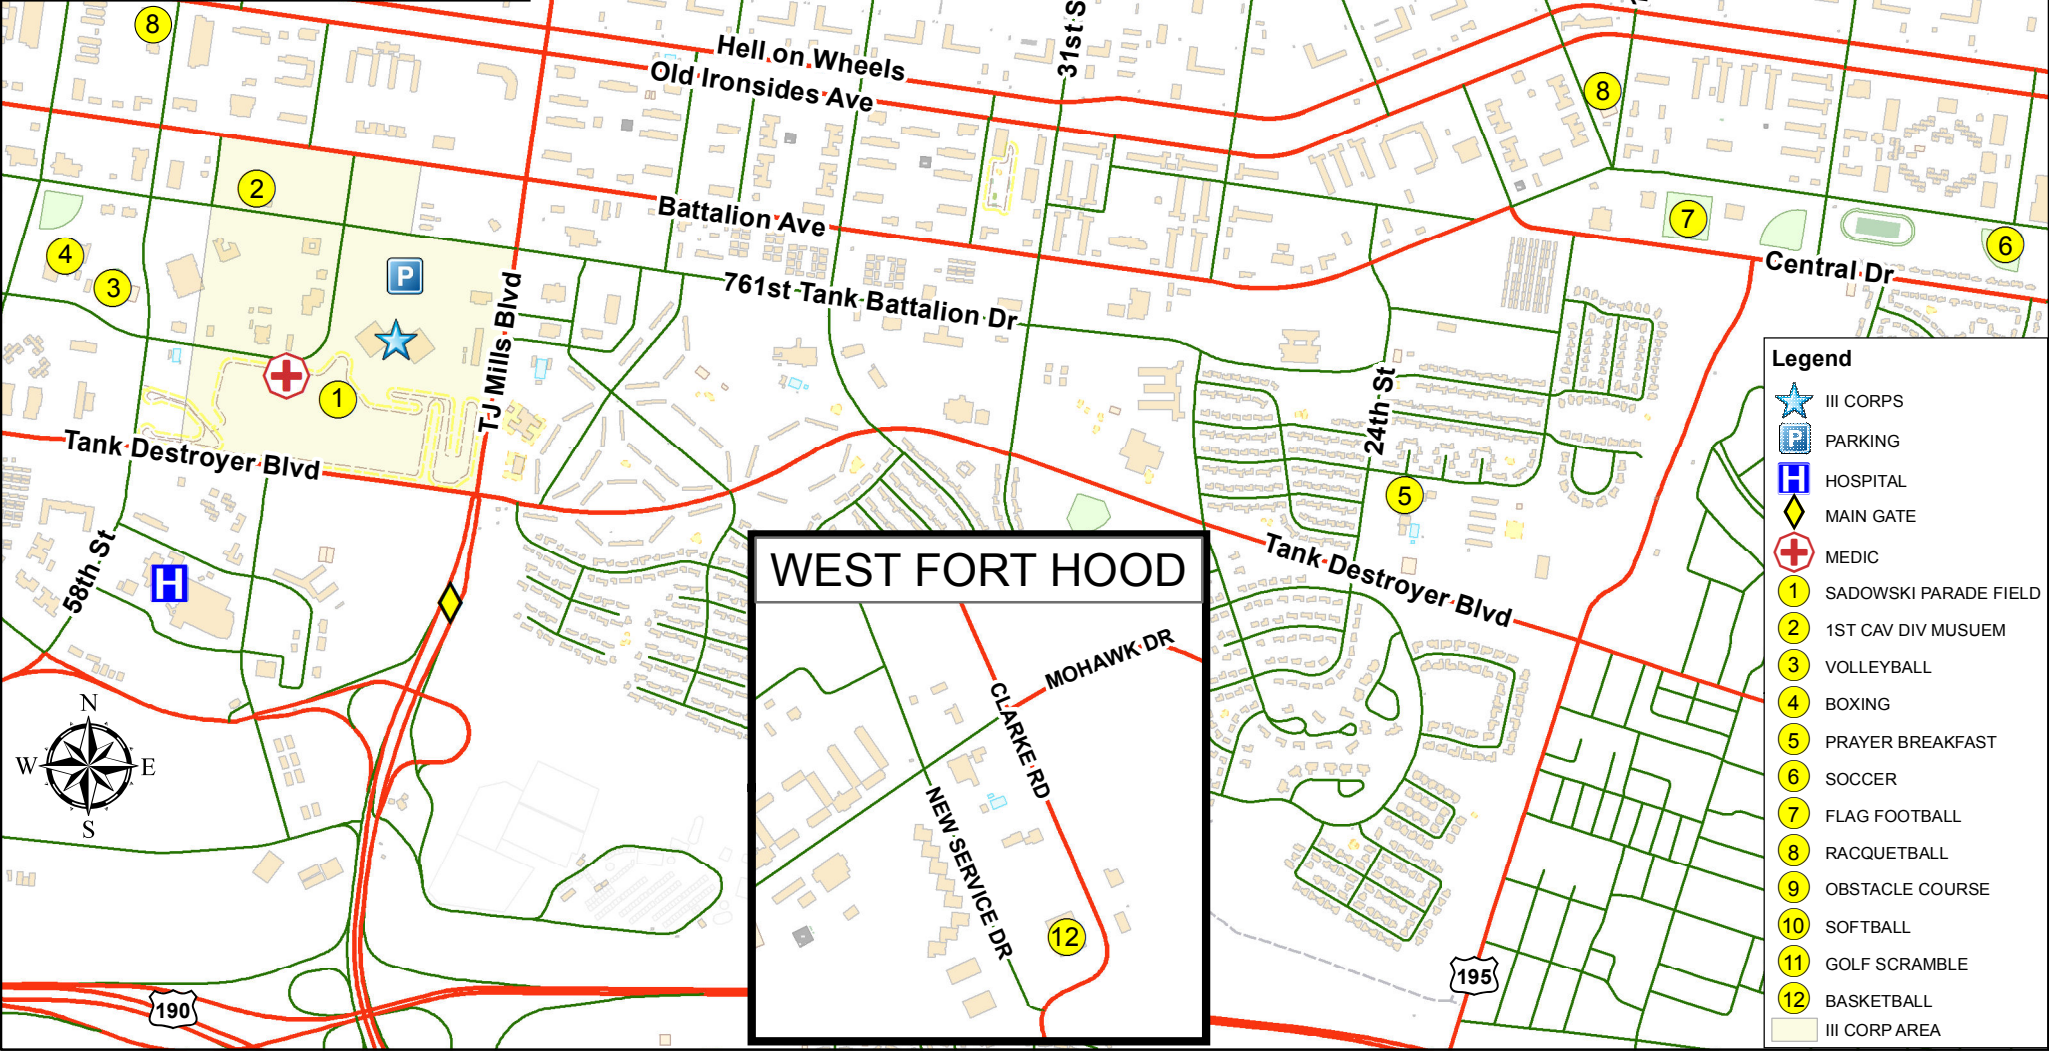 8
Hell on Wheels
Old Ironsides Ave
31st S
8
2
Battalion Ave
7
4
3
P
761st Tank Battalion Dr
Central Dr
6
TJ Mills Blvd
1
24th St
5
Tank Destroyer Blvd
58th St
H
Tank Destroyer Blvd
N
W
E
S
190
195
WEST FORT HOOD
MOHAWK DR
CLARKE RD
NEW SERVICE DR
12
Legend
III CORPS
P PARKING
H HOSPITAL
MAIN GATE
MEDIC
1 SADOWSKI PARADE FIELD
2 1ST CAV DIV MUSUEM
3 VOLLEYBALL
4 BOXING
5 PRAYER BREAKFAST
6 SOCCER
7 FLAG FOOTBALL
8 RACQUETBALL
9 OBSTACLE COURSE
10 SOFTBALL
11 GOLF SCRAMBLE
12 BASKETBALL
III CORP AREA